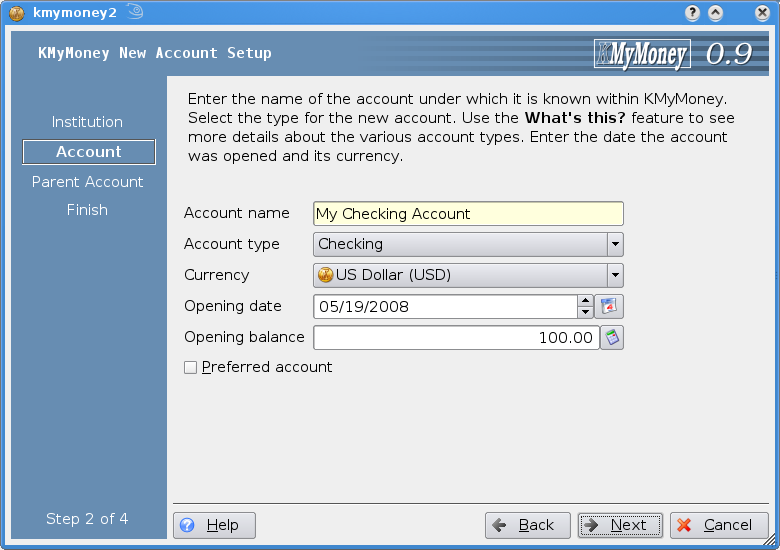 kmymoney2
KMyMoney New Account Setup
KMyMoney 0.9
Institution
Account
Parent Account
Finish
Step 2 of 4
Enter the name of the account under which it is known within KMyMoney.
Select the type for the new account. Use the What's this? feature to see
more details about the various account types. Enter the date the account
was opened and its currency.
Account name My Checking Account
Account type Checking
Currency US Dollar (USD)
Opening date 05/19/2008
Opening balance 100.00
Preferred account
Help Back Next Cancel